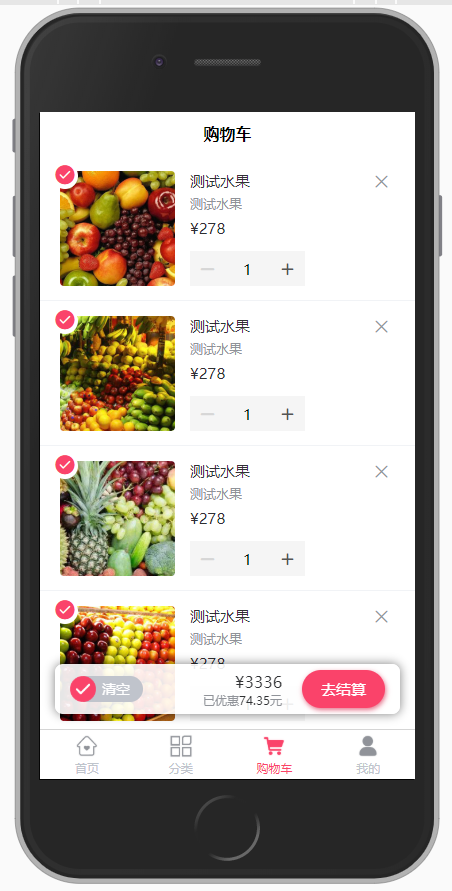 购物车
测试水果
测试水果
¥278
1
测试水果
测试水果
¥278
1
测试水果
测试水果
¥278
1
测试水果
测试水果
¥278
清空
¥3336
已优惠74.35元
去结算
首页
分类
购物车
我的